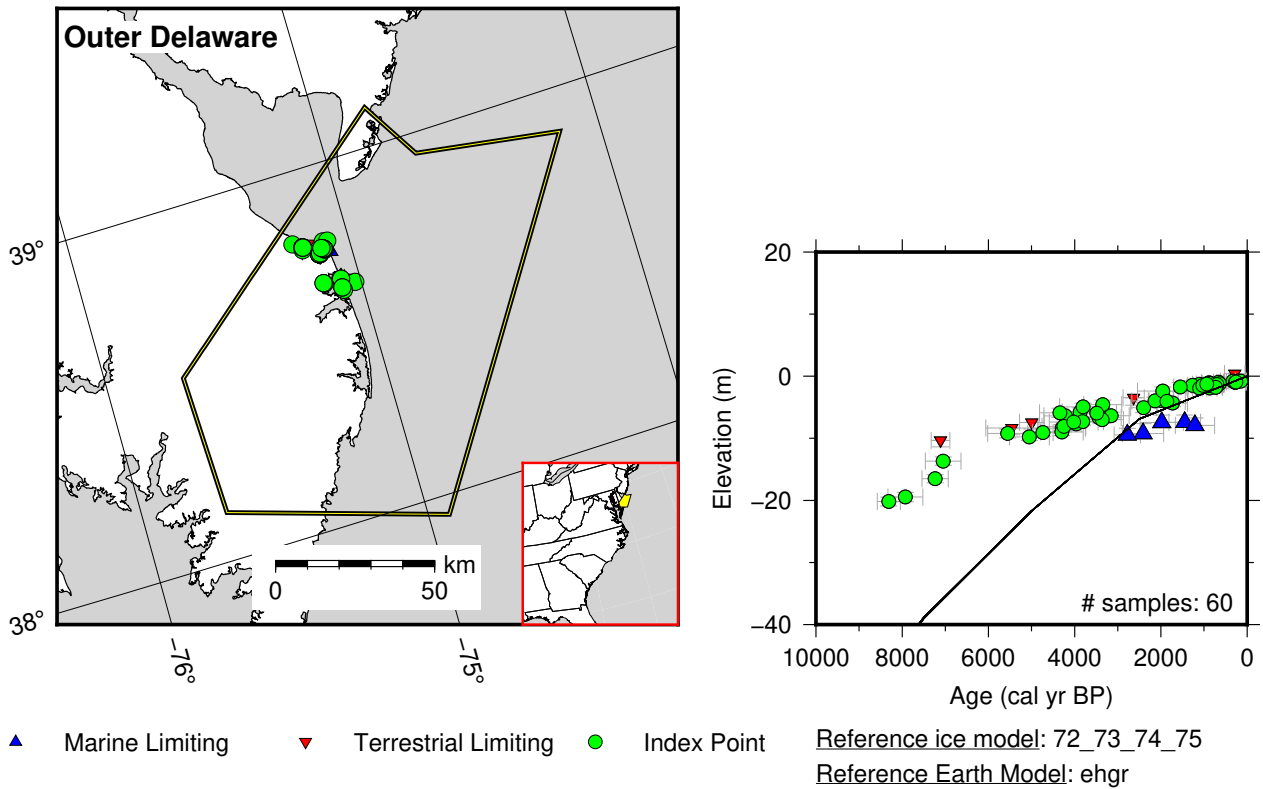 Outer Delaware
39°
38°
−76°
−75°
km
0 50
20
0
−20
−40
Elevation (m)
# samples: 60
10000 8000 6000 4000 2000 0
Age (cal yr BP)
Marine Limiting Terrestrial Limiting Index Point
Reference ice model: 72_73_74_75
Reference Earth Model: ehgr